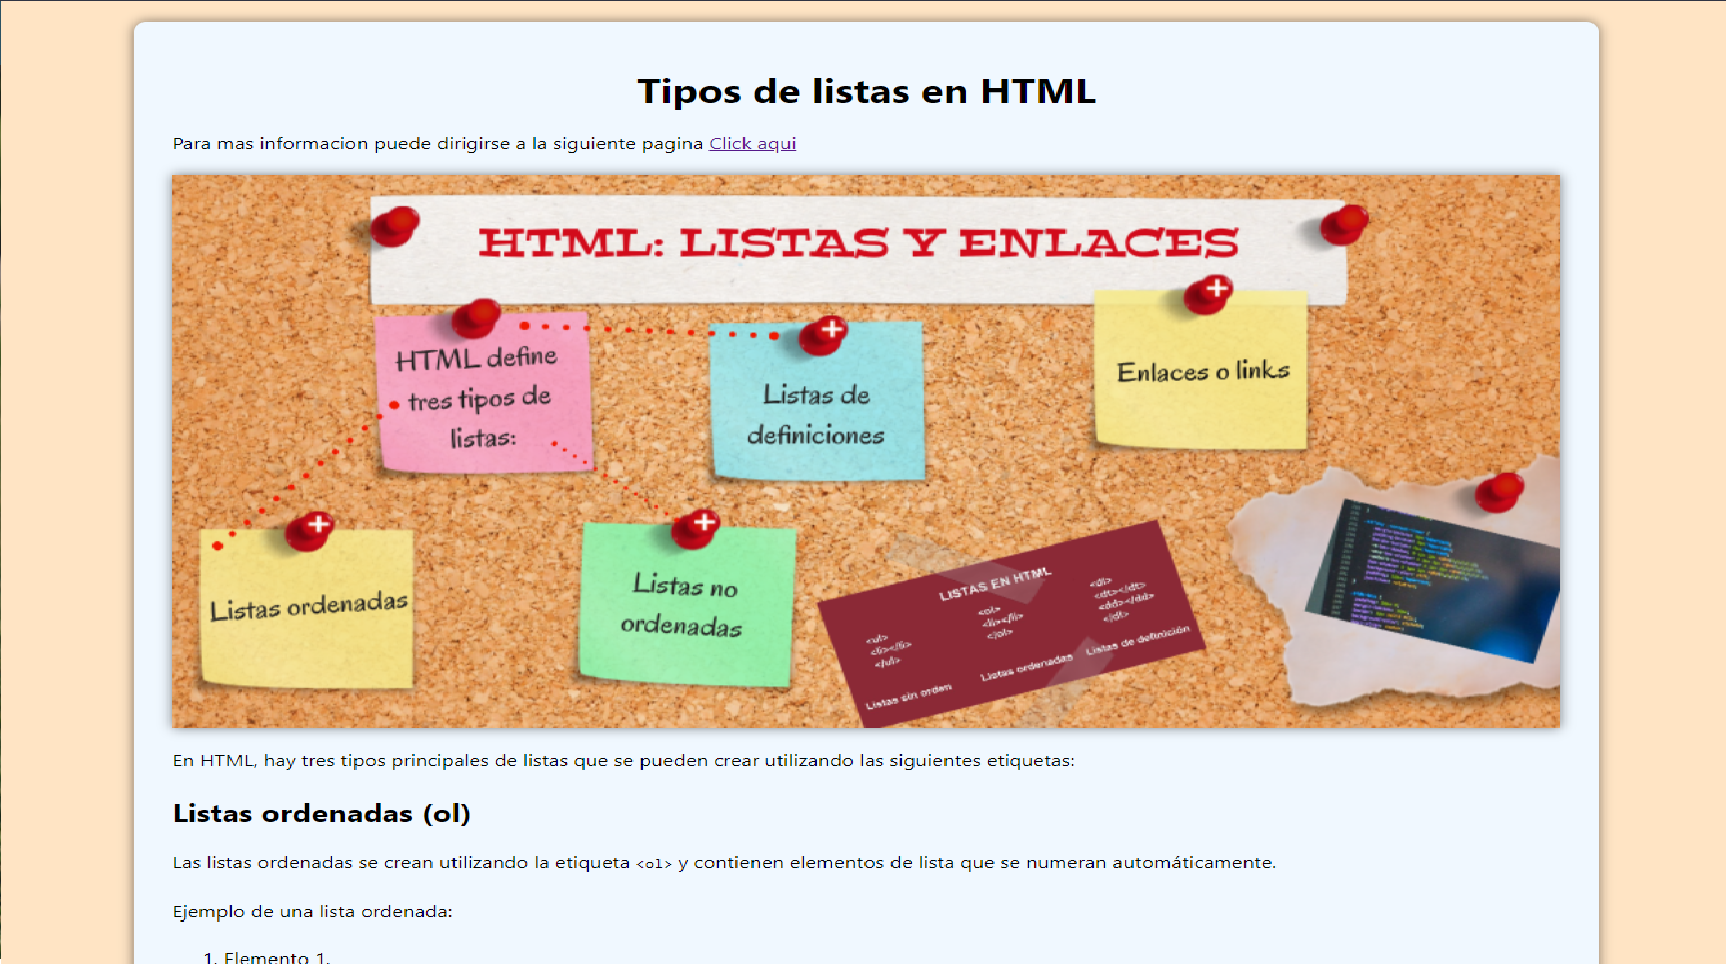 Tipos de listas en HTML
Para mas informacion puede dirigirse a la siguiente pagina Click aqui
HTML: LISTAS Y ENLACES
HTML define
tres tipos de
listas:
Listas de
definiciones
Enlaces o links
Listas ordenadas
Listas no
ordenadas
LISTAS EN HTML
<ul>
<li></li>
</ul>
Listas sin orden
<ol>
<li></li>
</ol>
Listas ordenadas
<dl>
<dt></dt>
<dd></dd>
</dl>
Listas de definición
En HTML, hay tres tipos principales de listas que se pueden crear utilizando las siguientes etiquetas:
Listas ordenadas (ol)
Las listas ordenadas se crean utilizando la etiqueta <ol> y contienen elementos de lista que se numeran automáticamente.
Ejemplo de una lista ordenada:
1. Elemento 1.